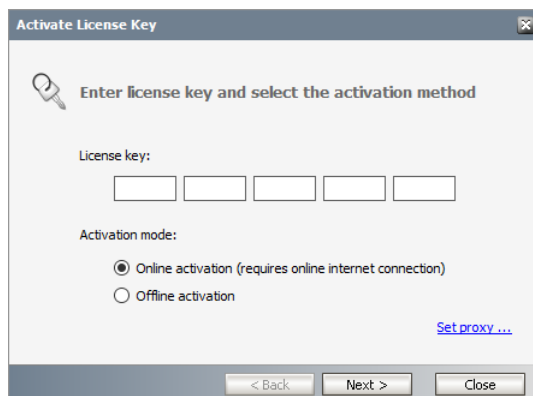 Activate License Key
Enter license key and select the activation method
License key:
Activation mode:
Online activation (requires online internet connection)
Offline activation
Set proxy ...
< Back Next > Close